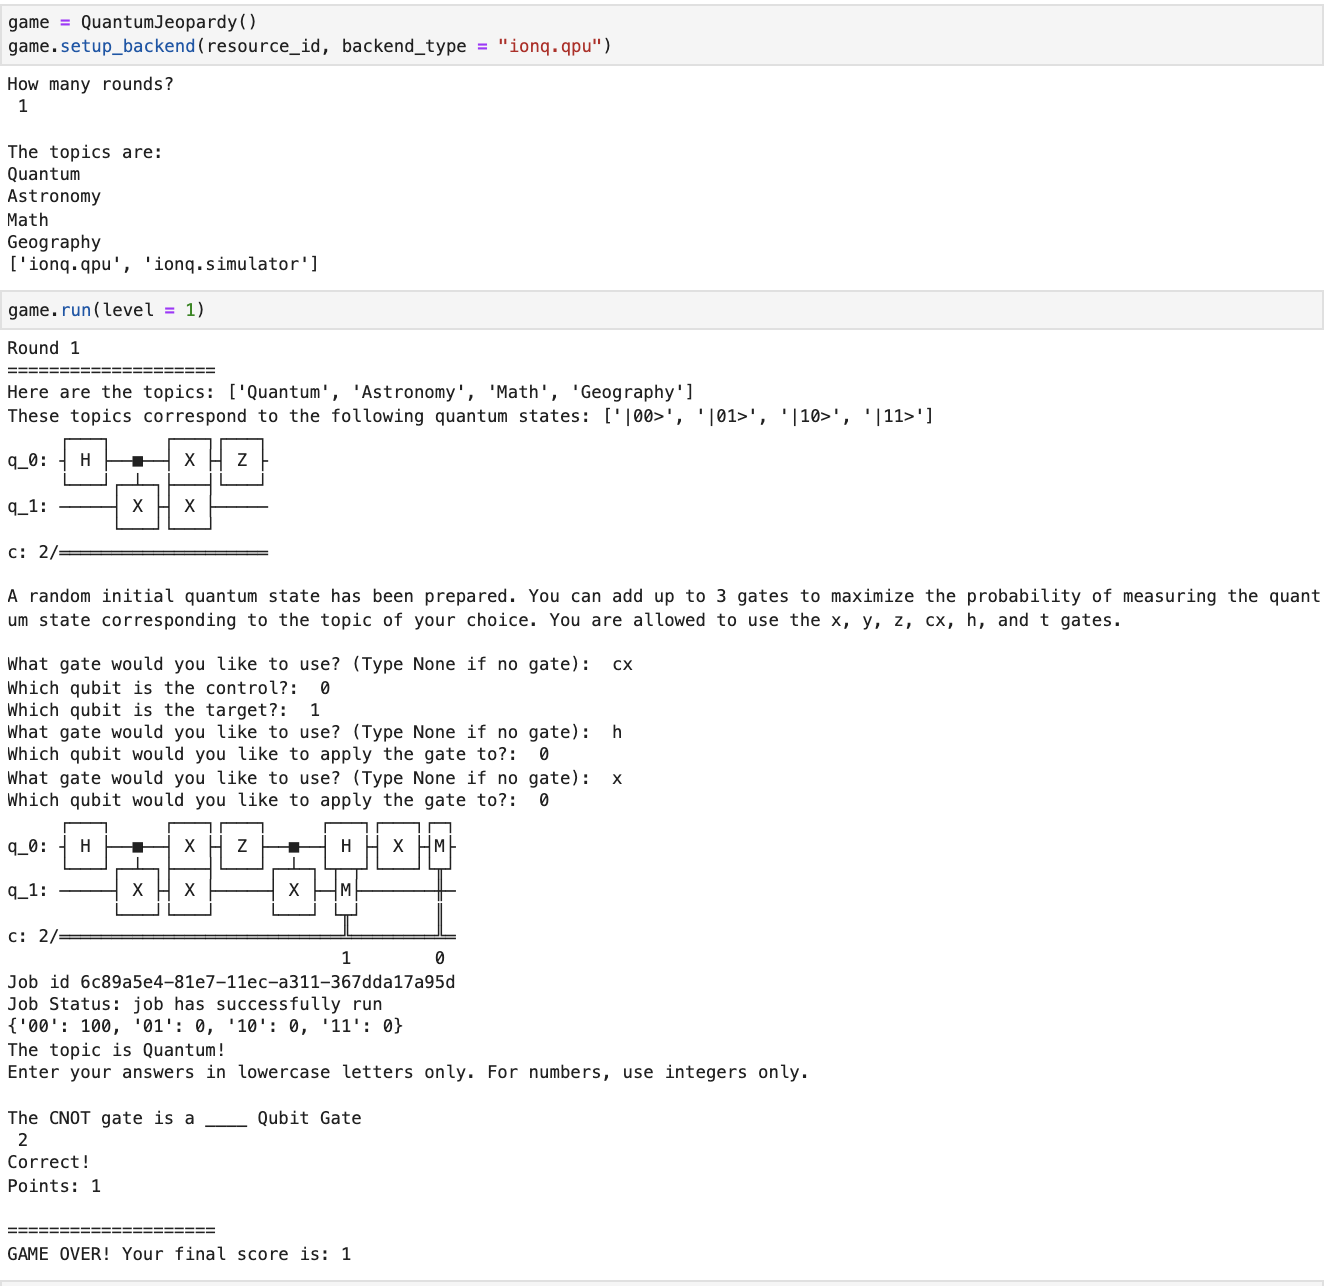 game = QuantumJeopardy()
game.setup_backend(resource_id, backend_type = "ionq.qpu")
How many rounds?
1
The topics are:
Quantum
Astronomy
Math
Geography
['ionq.qpu', 'ionq.simulator']
game.run(level = 1)
Round 1
====================
Here are the topics: ['Quantum', 'Astronomy', 'Math', 'Geography']
These topics correspond to the following quantum states: ['|00>', '|01>', '|10>', '|11>']
q_0: H X Z
q_1: X X
c: 2/
A random initial quantum state has been prepared. You can add up to 3 gates to maximize the probability of measuring the quant
um state corresponding to the topic of your choice. You are allowed to use the x, y, z, cx, h, and t gates.
What gate would you like to use? (Type None if no gate):  cx
Which qubit is the control?:  0
Which qubit is the target?:  1
What gate would you like to use? (Type None if no gate):  h
Which qubit would you like to apply the gate to?:  0
What gate would you like to use? (Type None if no gate):  x
Which qubit would you like to apply the gate to?:  0
q_0: H X Z H X M
q_1: X X X M
c: 2/
1 0
Job id 6c89a5e4-81e7-11ec-a311-367dda17a95d
Job Status: job has successfully run
{'00': 100, '01': 0, '10': 0, '11': 0}
The topic is Quantum!
Enter your answers in lowercase letters only. For numbers, use integers only.
The CNOT gate is a ____ Qubit Gate
2
Correct!
Points: 1
====================
GAME OVER! Your final score is: 1